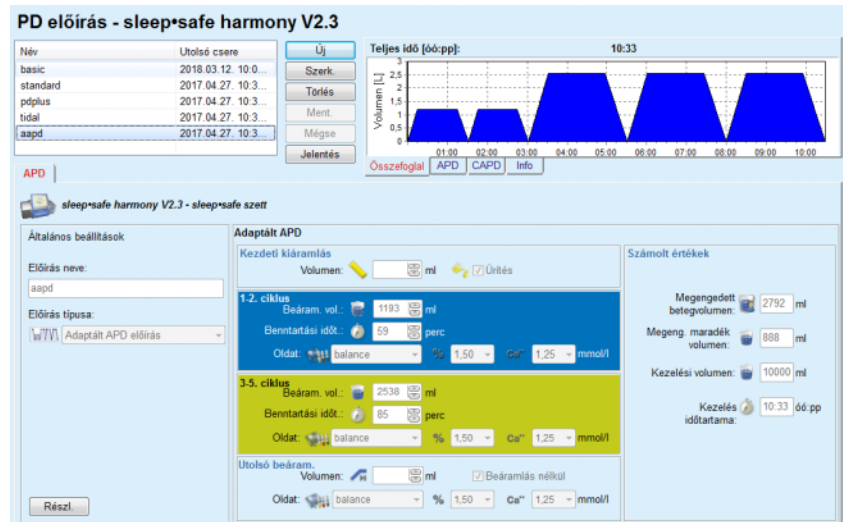 PD előírás - sleep•safe harmony V2.3
Név Utolsó csere
basic 2018.03.12. 10:0...
standard 2017.04.27. 10:3...
pdplus 2017.04.27. 10:3...
tidal 2017.04.27. 10:3...
aapd 2017.04.27. 10:3...
Új
Szerk.
Törlés
Ment.
Mégse
Jelentés
Teljes idő [óó:pp]: 10:33
Volumen [L]
3
2,5
2
1,5
1
0,5
0
01:00 02:00 03:00 04:00 05:00 06:00 07:00 08:00 09:00 10:00
Összefoglal APD CAPD Info
APD
sleep•safe harmony V2.3 - sleep•safe szett
Általános beállítások
Előírás neve:
aapd
Előírás típusa:
Adaptált APD előírás
Részl.
Adaptált APD
Kezdeti kiáramlás
Volumen: ml Ürítés
1-2. ciklus
Beáram. vol.: 1193 ml
Benntartási időt.: 59 perc
Oldat: balance % 1,50 Ca++ 1,25 mmol/l
3-5. ciklus
Beáram. vol.: 2538 ml
Benntartási időt.: 85 perc
Oldat: balance % 1,50 Ca++ 1,25 mmol/l
Utolsó beáram.
Volumen: ml Beáramlás nélkül
Oldat: balance % 1,50 Ca++ 1,25 mmol/l
Számolt értékek
Megengedett
betegvolumen: 2792 ml
Megeng. maradék
volumen: 888 ml
Kezelési volumen: 10000 ml
Kezelés
időtartama: 10:33 óó:pp